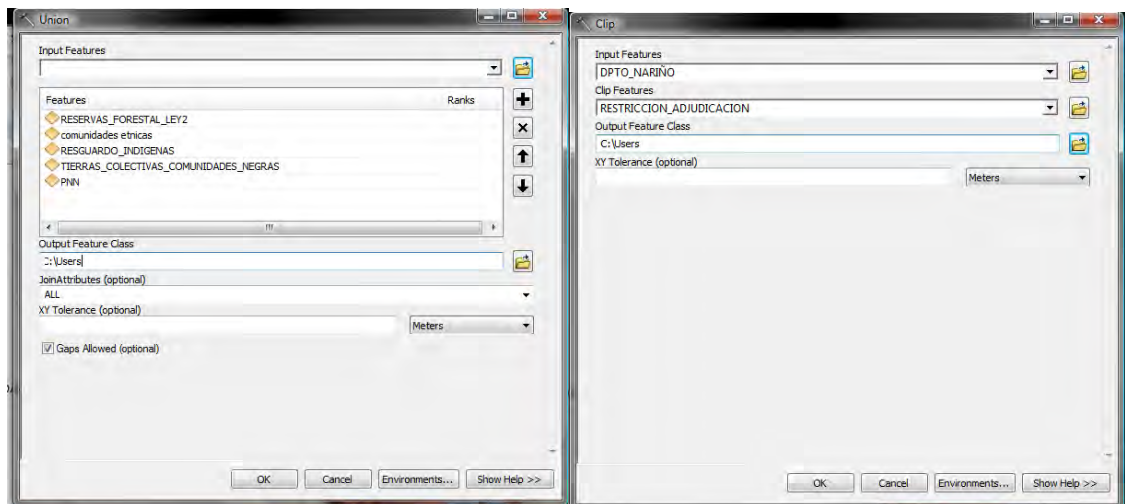 Union
Input Features
Features Ranks
RESERVAS_FORESTAL_LEY2
comunidades etnicas
RESGUARDO_INDIGENAS
TIERRAS_COLECTIVAS_COMUNIDADES_NEGRAS
PNN
Output Feature Class
C:\Users
JoinAttributes (optional)
ALL
XY Tolerance (optional)
Meters
Gaps Allowed (optional)
OK Cancel Environments... Show Help >>
Clip
Input Features
DPTO_NARIÑO
Clip Features
RESTRICCION_ADJUDICACION
Output Feature Class
C:\Users
XY Tolerance (optional)
Meters
OK Cancel Environments... Show Help >>